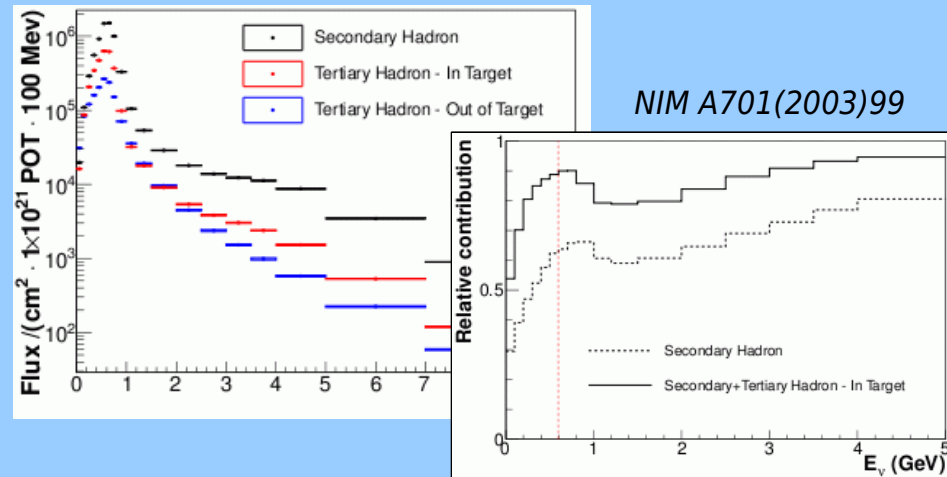 10⁶
10⁵
10⁴
10³
10²
Flux /(cm² · 1×10²¹ POT · 100 Mev)
Secondary Hadron
Tertiary Hadron - In Target
Tertiary Hadron - Out of Target
0 1 2 3 4 5 6 7
NIM A701(2003)99
1
0.5
0
Relative contribution
Secondary Hadron
Secondary+Tertiary Hadron - In Target
0 1 2 3 4 5
Eν (GeV)